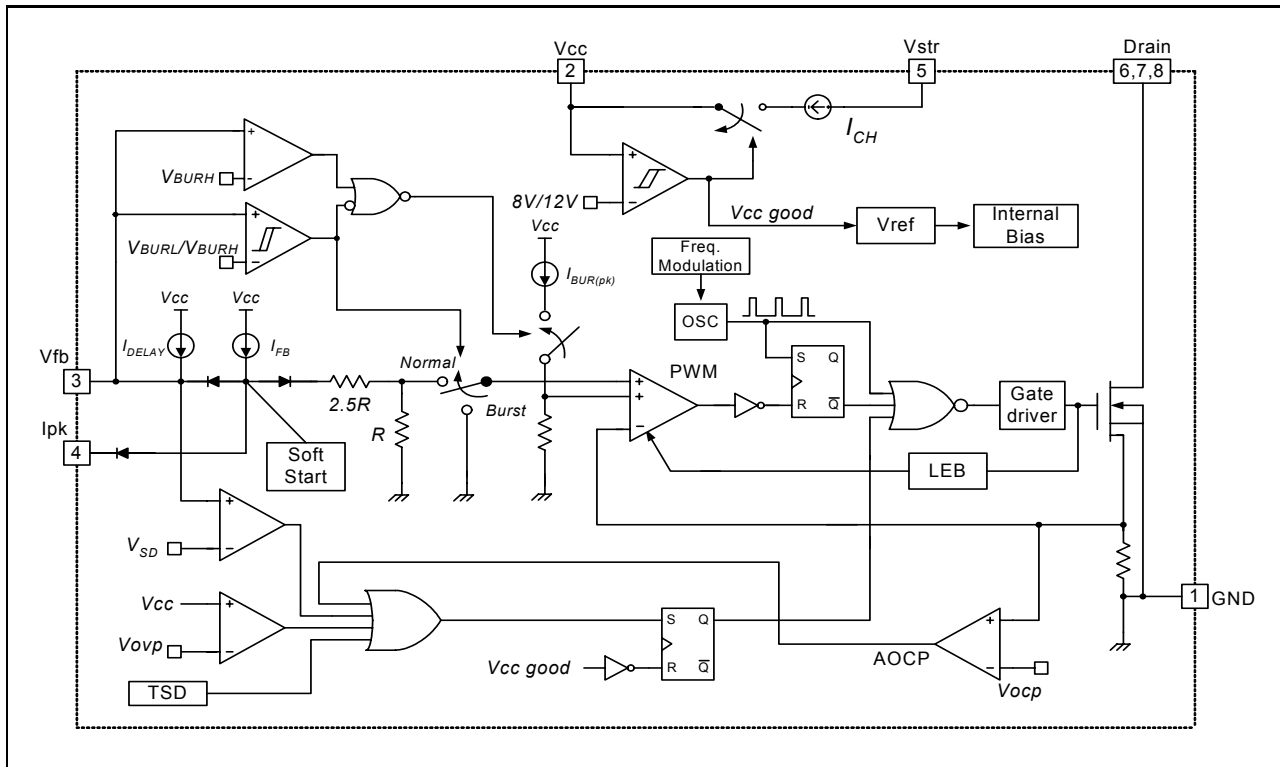 Vcc
Vstr
Drain
2
5
6,7,8
I_CH
+
V_BURH
-
+
8V/12V
−
Vcc good
Vref
Internal
Bias
+
V_BURL/V_BURH
−
Vcc
I_BUR(pk)
Freq.
Modulation
OSC
Vcc
Vcc
I_DELAY
I_FB
Vfb
3
Normal
Burst
2.5R
R
PWM
+
+
−
S
Q
R
Q̅
Gate
driver
LEB
Ipk
4
Soft
Start
+
V_SD
−
Vcc
+
Vovp
−
TSD
S
Q
R
Q̅
Vcc good
AOCP
+
−
Vocp
1
GND